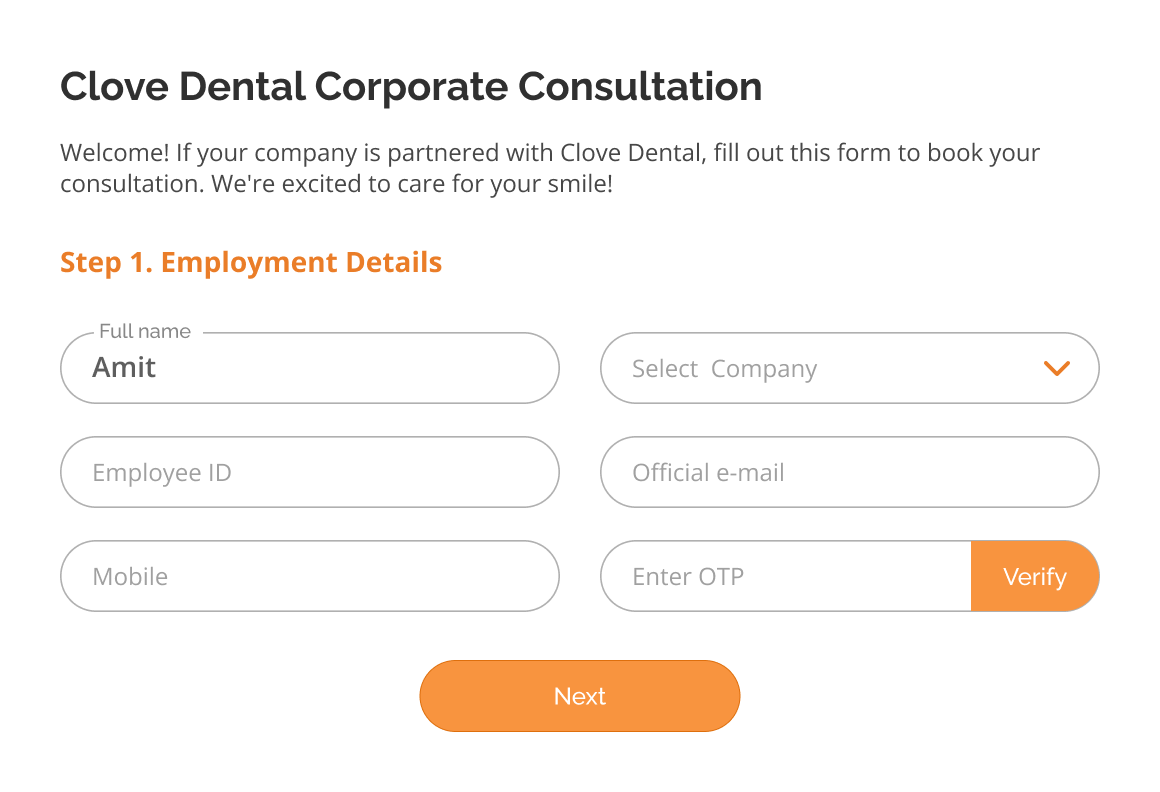 Clove Dental Corporate Consultation
Welcome! If your company is partnered with Clove Dental, fill out this form to book your
consultation. We're excited to care for your smile!
Step 1. Employment Details
Full name
Amit
Select Company
Employee ID
Official e-mail
Mobile
Enter OTP
Verify
Next